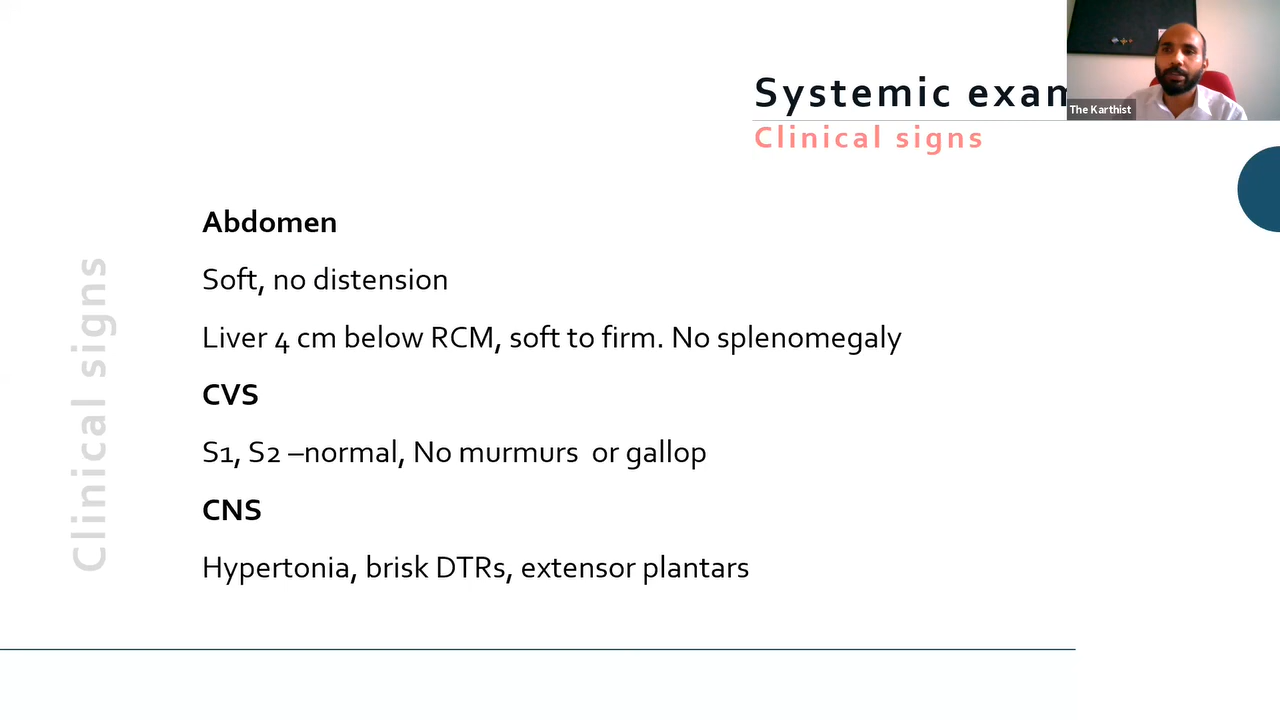 Systemic exam
The Karthist
Clinical signs
Abdomen
Soft, no distension
Liver 4 cm below RCM, soft to firm. No splenomegaly
CVS
S1, S2 –normal, No murmurs or gallop
CNS
Hypertonia, brisk DTRs, extensor plantars
Clinical signs